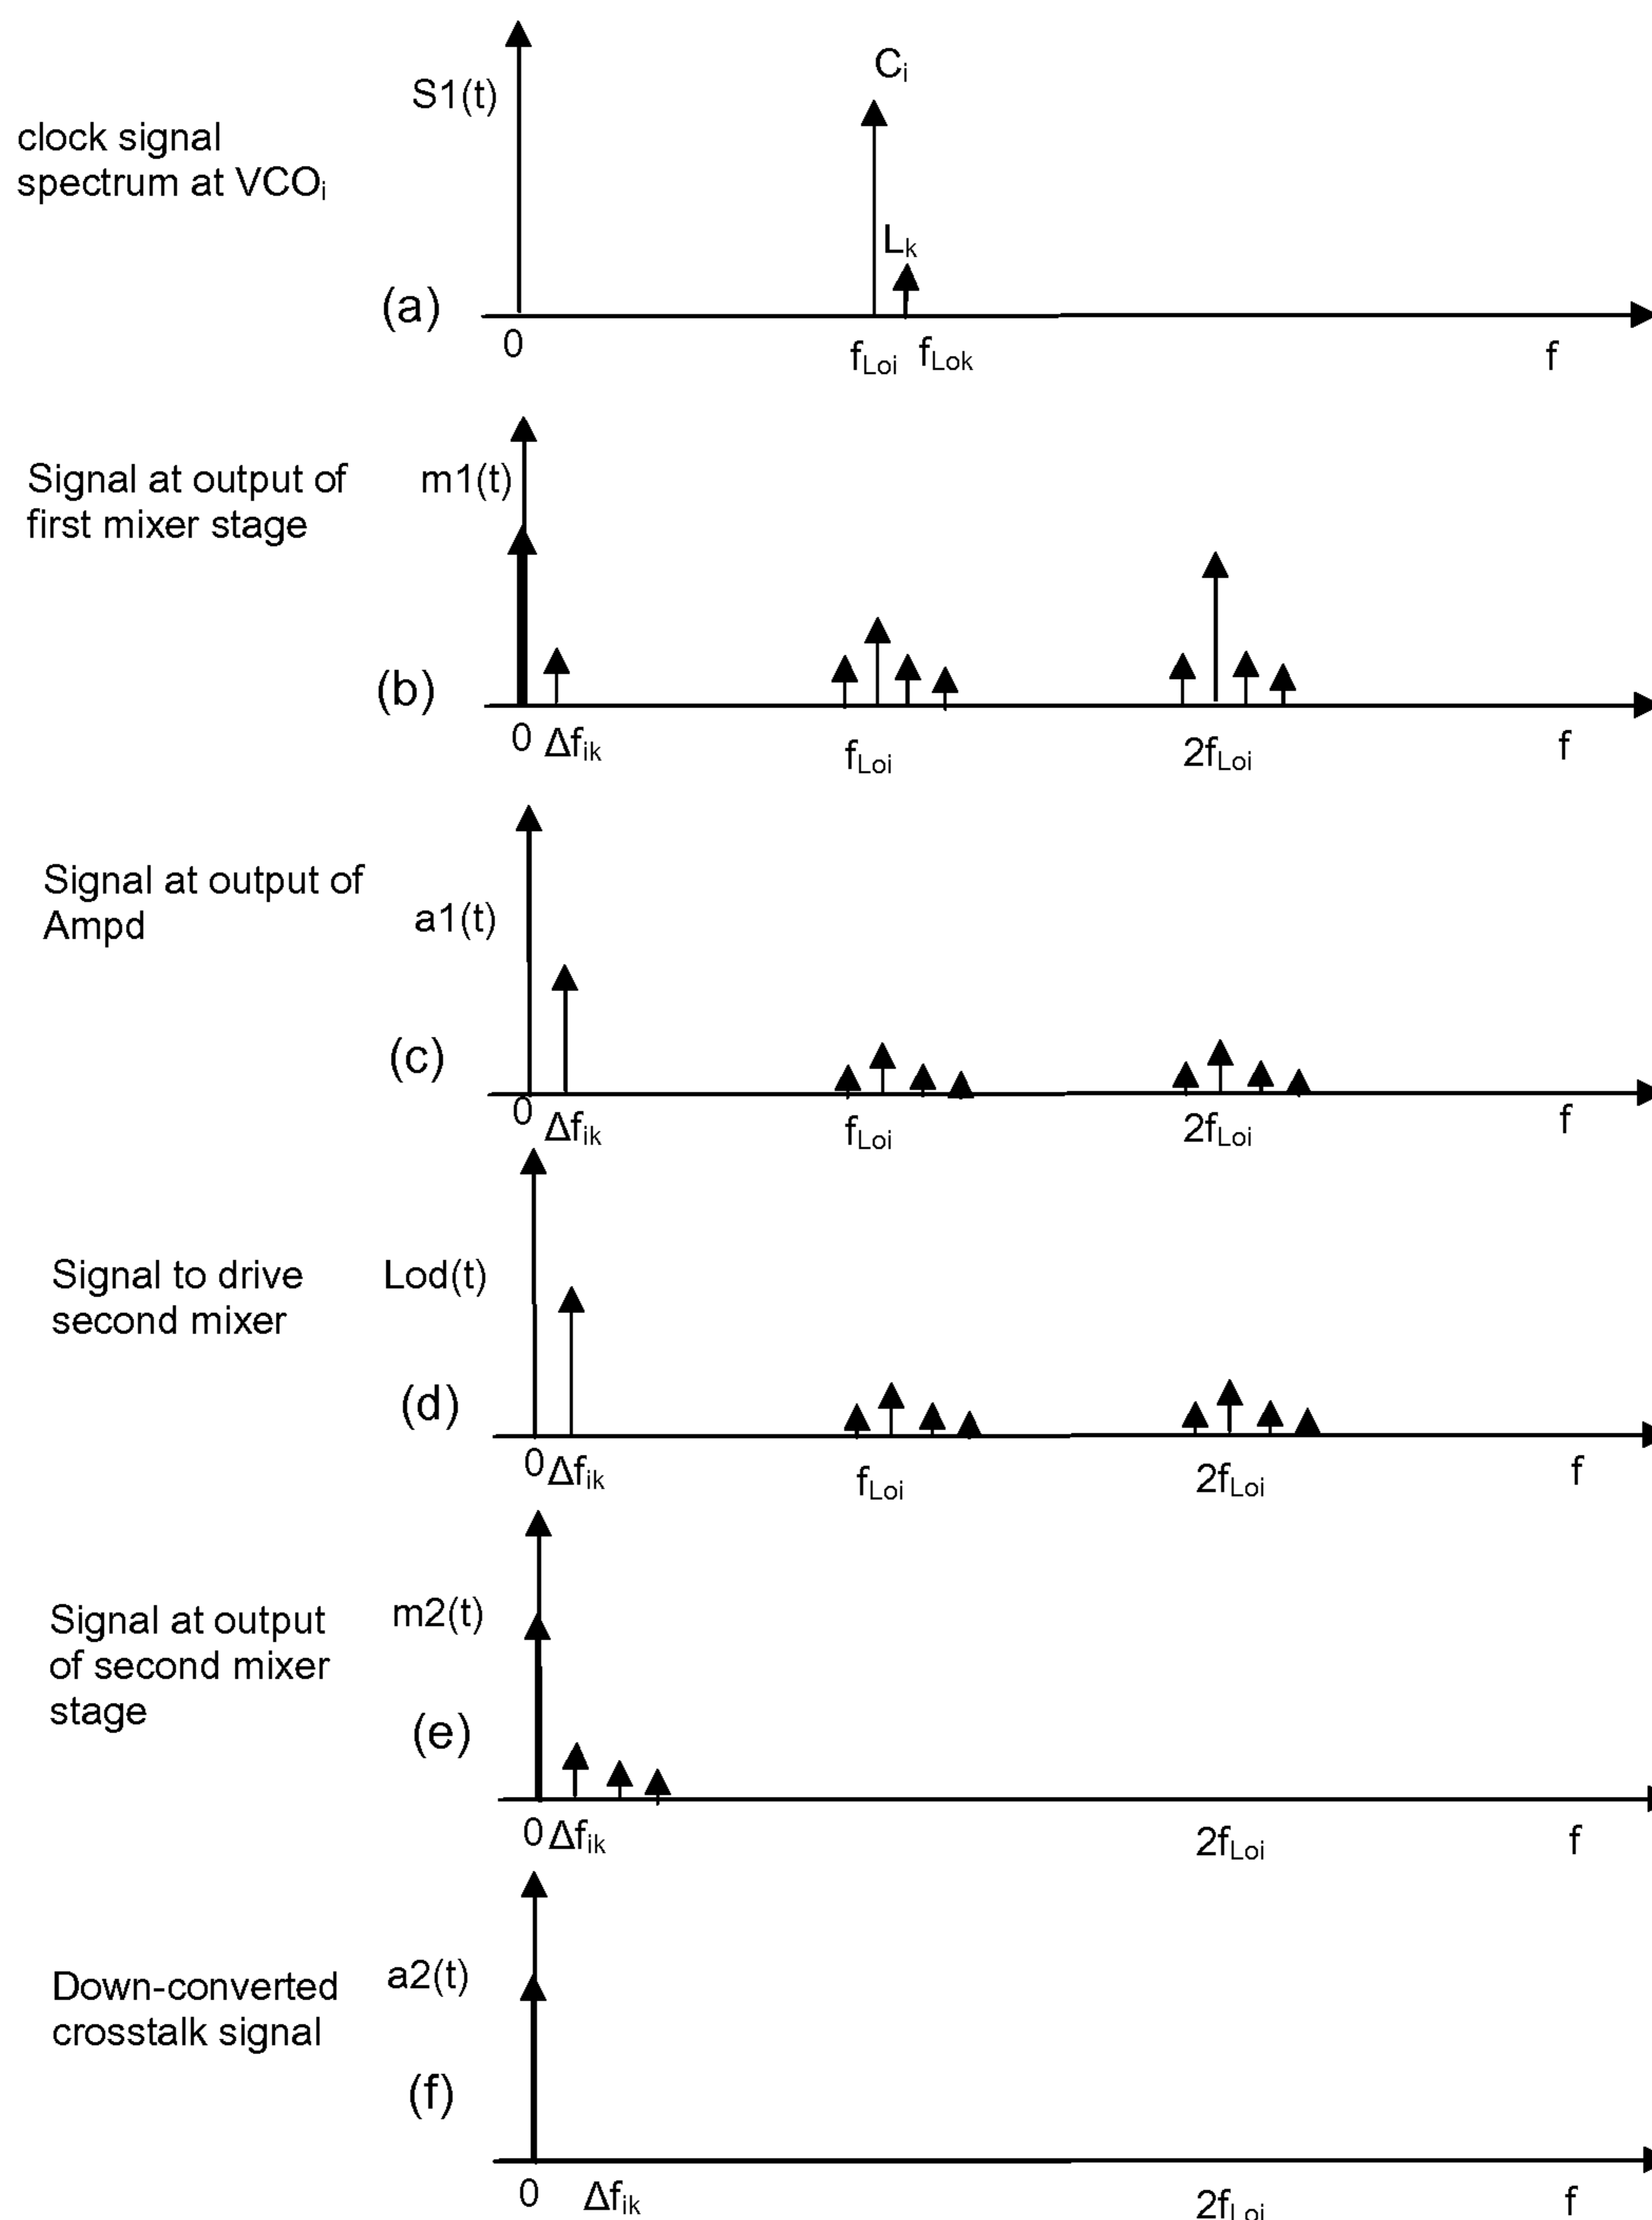 clock signal
spectrum at VCOi
S1(t)
Ci
Lk
(a)
0
fLoi
fLok
f
Signal at output of
first mixer stage
m1(t)
(b)
0
Δfik
fLoi
2fLoi
f
Signal at output of
Ampd
a1(t)
(c)
0
Δfik
fLoi
2fLoi
f
Signal to drive
second mixer
Lod(t)
(d)
0
Δfik
fLoi
2fLoi
f
Signal at output
of second mixer
stage
m2(t)
(e)
0
Δfik
2fLoi
f
Down-converted
crosstalk signal
a2(t)
(f)
0
Δfik
2fLoi
f